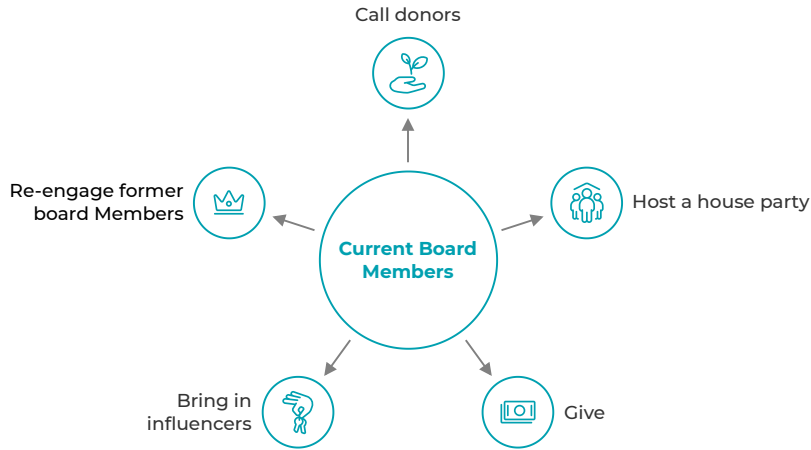 Call donors
Re-engage former
board Members
Host a house party
Current Board
Members
Bring in
influencers
Give